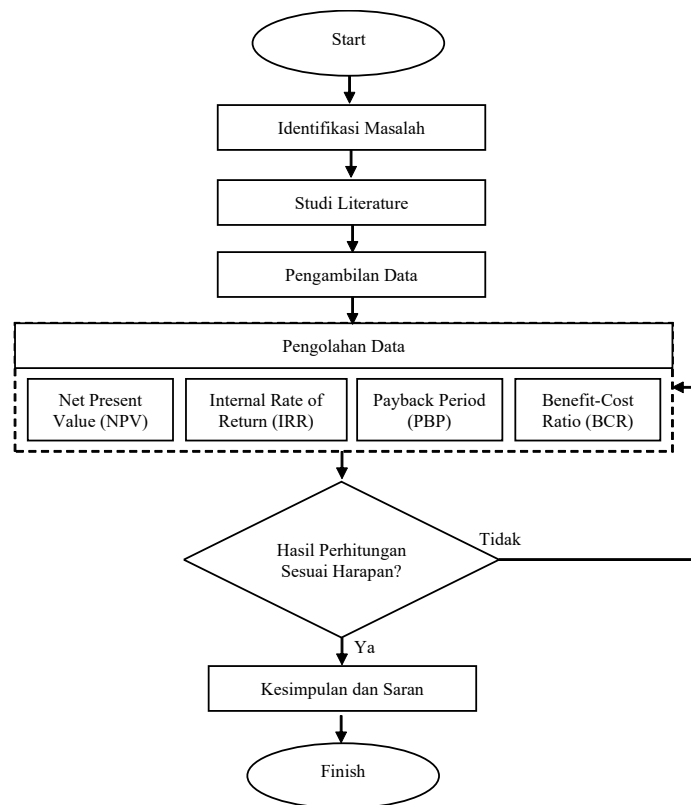 Start
Identifikasi Masalah
Studi Literature
Pengambilan Data
Pengolahan Data
Net Present
Value (NPV)
Internal Rate of
Return (IRR)
Payback Period
(PBP)
Benefit-Cost
Ratio (BCR)
Hasil Perhitungan
Sesuai Harapan?
Tidak
Ya
Kesimpulan dan Saran
Finish